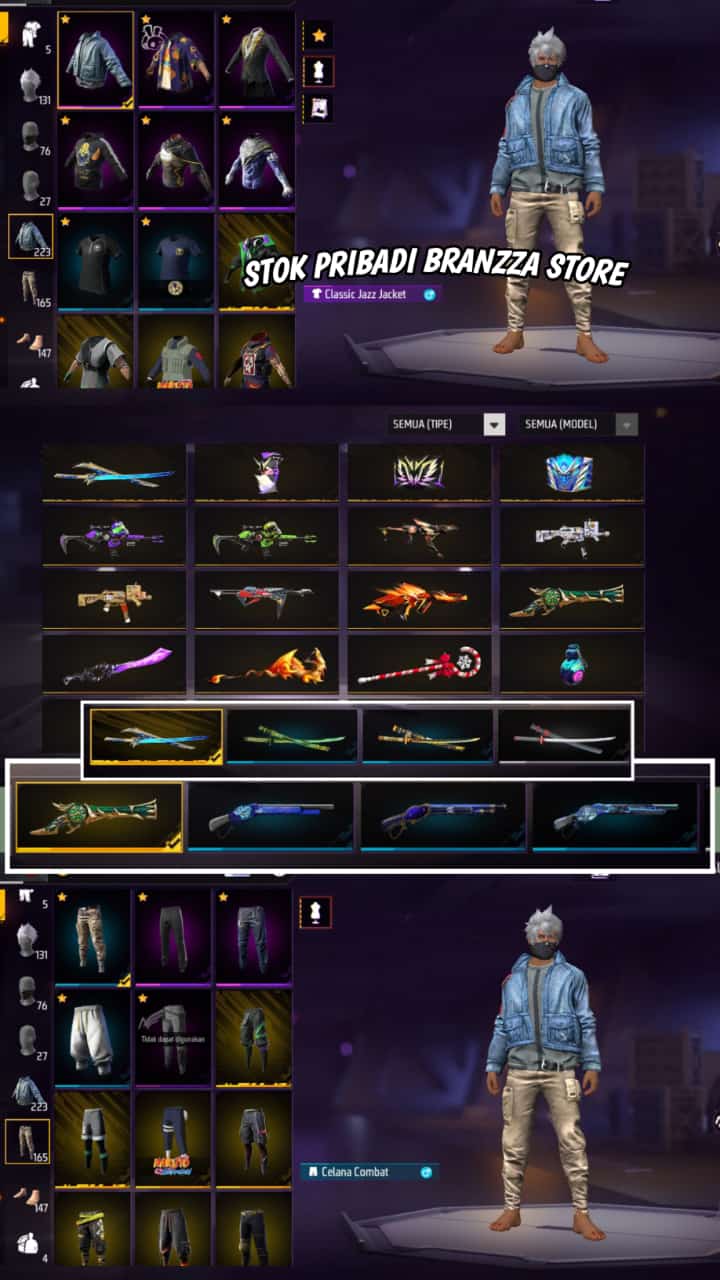 5
131
76
27
223
165
147
STOK PRIBADI BRANZZA STORE
Classic Jazz Jacket
SEMUA (TIPE)
SEMUA (MODEL)
5
131
76
27
223
165
147
4
Tidak dapat digunakan
NARUTO
Celana Combat